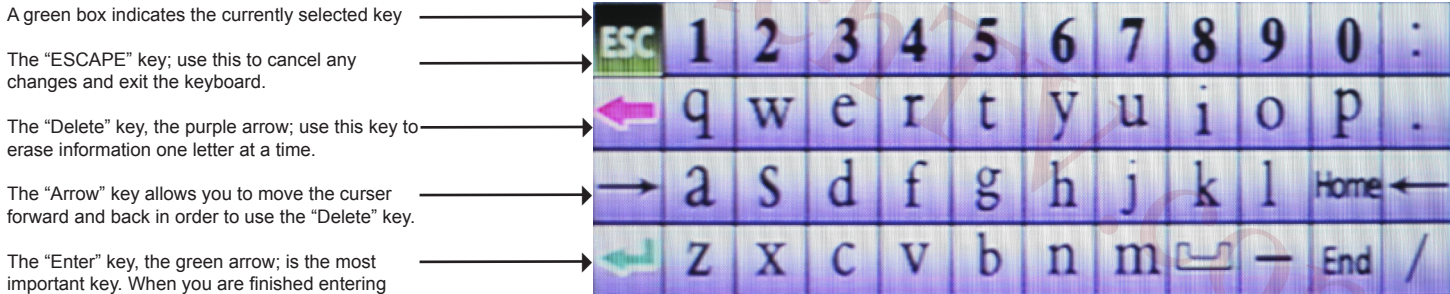 A green box indicates the currently selected key
The “ESCAPE” key; use this to cancel any
changes and exit the keyboard.
The “Delete” key, the purple arrow; use this key to
erase information one letter at a time.
The “Arrow” key allows you to move the curser
forward and back in order to use the “Delete” key.
The “Enter” key, the green arrow; is the most
important key. When you are finished entering
ESC 1 2 3 4 5 6 7 8 9 0 :
q w e r t y u i o p .
a s d f g h j k l Home
z x c v b n m — End /